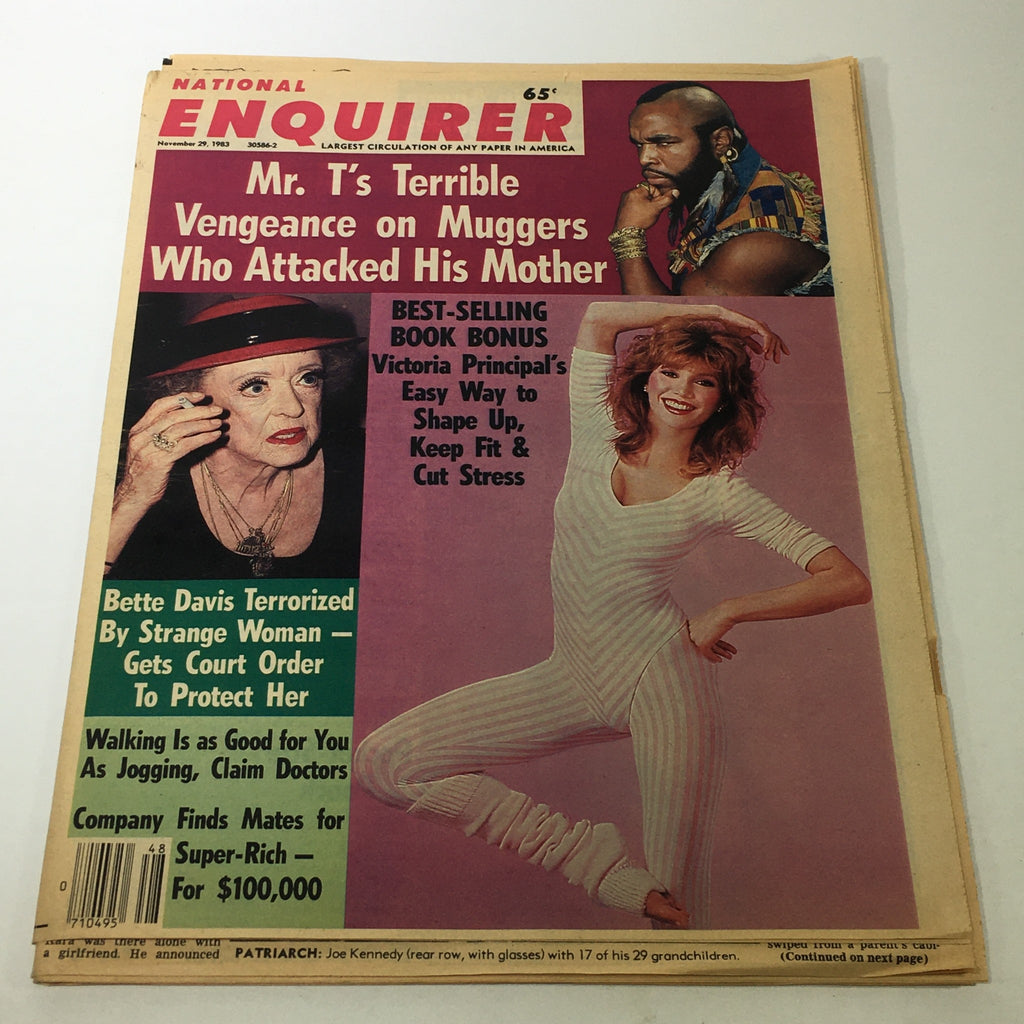 NATIONAL
ENQUIRER
65¢
November 29, 1983 30586-2 LARGEST CIRCULATION OF ANY PAPER IN AMERICA
Mr. T's Terrible
Vengeance on Muggers
Who Attacked His Mother
BEST-SELLING
BOOK BONUS
Victoria Principal's
Easy Way to
Shape Up,
Keep Fit &
Cut Stress
Bette Davis Terrorized
By Strange Woman —
Gets Court Order
To Protect Her
Walking Is as Good for You
As Jogging, Claim Doctors
Company Finds Mates for
Super-Rich —
For $100,000
48
0
710495
Kara was there alone with
a girlfriend. He announced
PATRIARCH: Joe Kennedy (rear row, with glasses) with 17 of his 29 grandchildren.
swiped from a parent's cabi-
(Continued on next page)